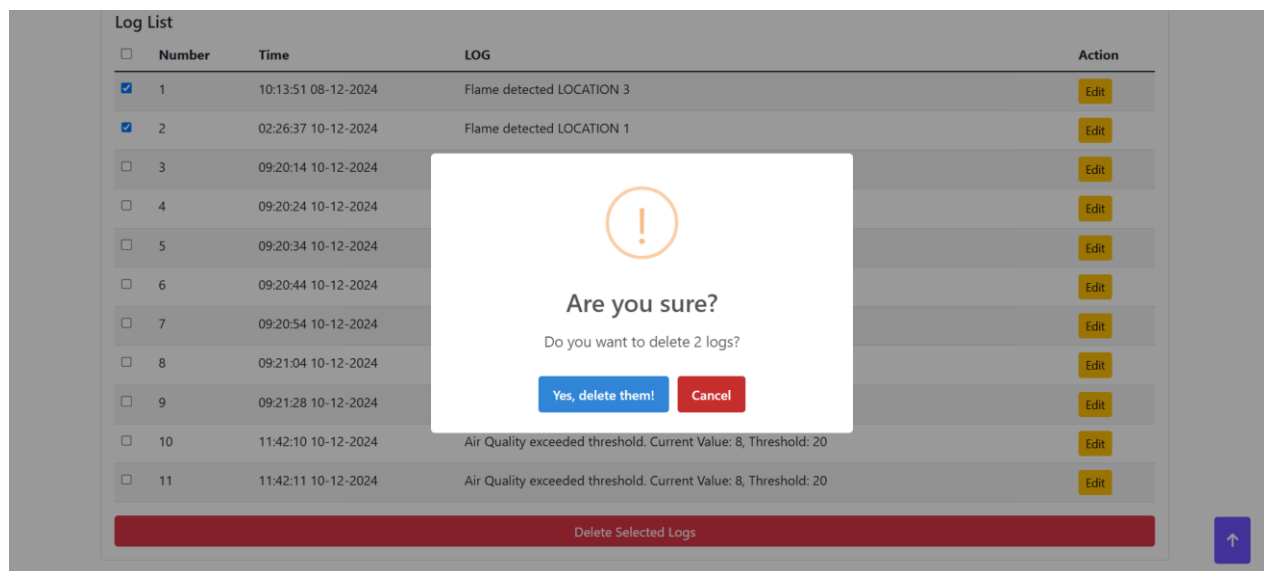 Log List
Number Time LOG Action
1 10:13:51 08-12-2024 Flame detected LOCATION 3 Edit
2 02:26:37 10-12-2024 Flame detected LOCATION 1 Edit
3 09:20:14 10-12-2024 Edit
4 09:20:24 10-12-2024 Edit
5 09:20:34 10-12-2024 Edit
6 09:20:44 10-12-2024 Edit
7 09:20:54 10-12-2024 Edit
8 09:21:04 10-12-2024 Edit
9 09:21:28 10-12-2024 Edit
10 11:42:10 10-12-2024 Air Quality exceeded threshold. Current Value: 8, Threshold: 20 Edit
11 11:42:11 10-12-2024 Air Quality exceeded threshold. Current Value: 8, Threshold: 20 Edit
Delete Selected Logs
!
Are you sure?
Do you want to delete 2 logs?
Yes, delete them! Cancel